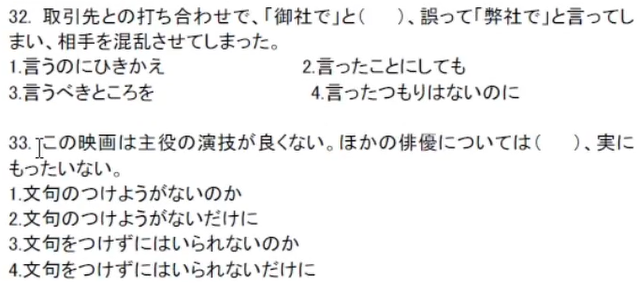 32. 取引先との打ち合わせで、「御社で」と(　　)、誤って「弊社で」と言ってし
まい、相手を混乱させてしまった。
1.言うのにひきかえ　　　　　　2.言ったことにしても
3.言うべきところを　　　　　　4.言ったつもりはないのに
33. この映画は主役の演技が良くない。ほかの俳優については(　　)、実に
もったいない。
1.文句のつけようがないのか
2.文句のつけようがないだけに
3.文句をつけずにはいられないのか
4.文句をつけずにはいられないだけに